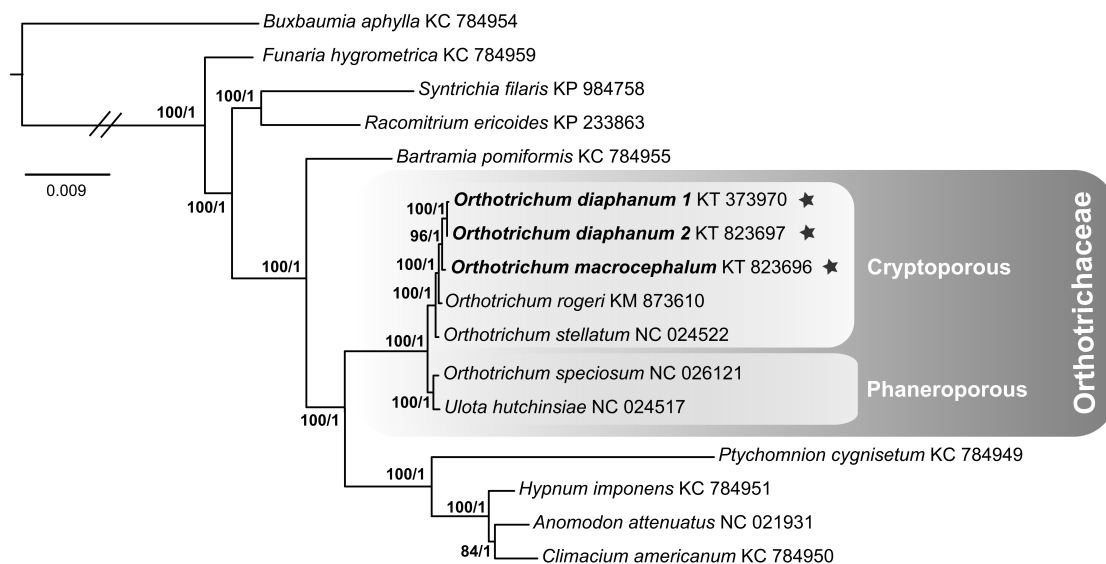 Buxbaumia aphylla KC 784954
Funaria hygrometrica KC 784959
100/1
100/1
Syntrichia filaris KP 984758
Racomitrium ericoides KP 233863
Bartramia pomiformis KC 784955
0.009
100/1
100/1
Orthotrichum diaphanum 1 KT 373970
96/1
Orthotrichum diaphanum 2 KT 823697
100/1
100/1
Orthotrichum macrocephalum KT 823696
Cryptoporous
100/1
Orthotrichum rogeri KM 873610
100/1
Orthotrichum stellatum NC 024522
Orthotrichum speciosum NC 026121
Phaneroporous
100/1
Ulota hutchinsiae NC 024517
Orthotrichaceae
100/1
Ptychomnion cygnisetum KC 784949
100/1
Hypnum imponens KC 784951
100/1
Anomodon attenuatus NC 021931
84/1
Climacium americanum KC 784950